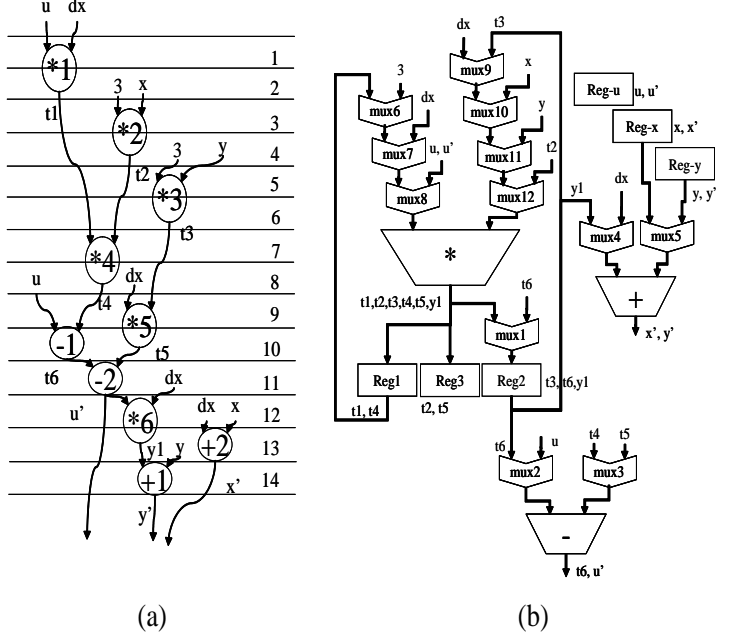 u dx
1
*1
2
t1
3 x
3
*2
4
t2
3 y
5
*3
6
t3
7
*4
8
u
dx
t4
9
*5
-1
10
t5
t6
-2
11
u’
dx
12
*6
dx x
13
+2
y1 y
14
+1
x’
y’
(a)
dx
t3
mux9
3
x
mux6
mux10
dx
y
mux7
mux11
u, u’
t2
mux8
mux12
*
Reg-u
u, u’
Reg-x
x, x’
Reg-y
y, y’
dx
y1
mux4
mux5
+
x’, y’
t1,t2,t3,t4,t5,y1
t6
mux1
Reg1
Reg3
Reg2
t3,t6,y1
t1, t4
t2, t5
u
t6
t4
t5
mux2
mux3
-
t6, u’
(b)